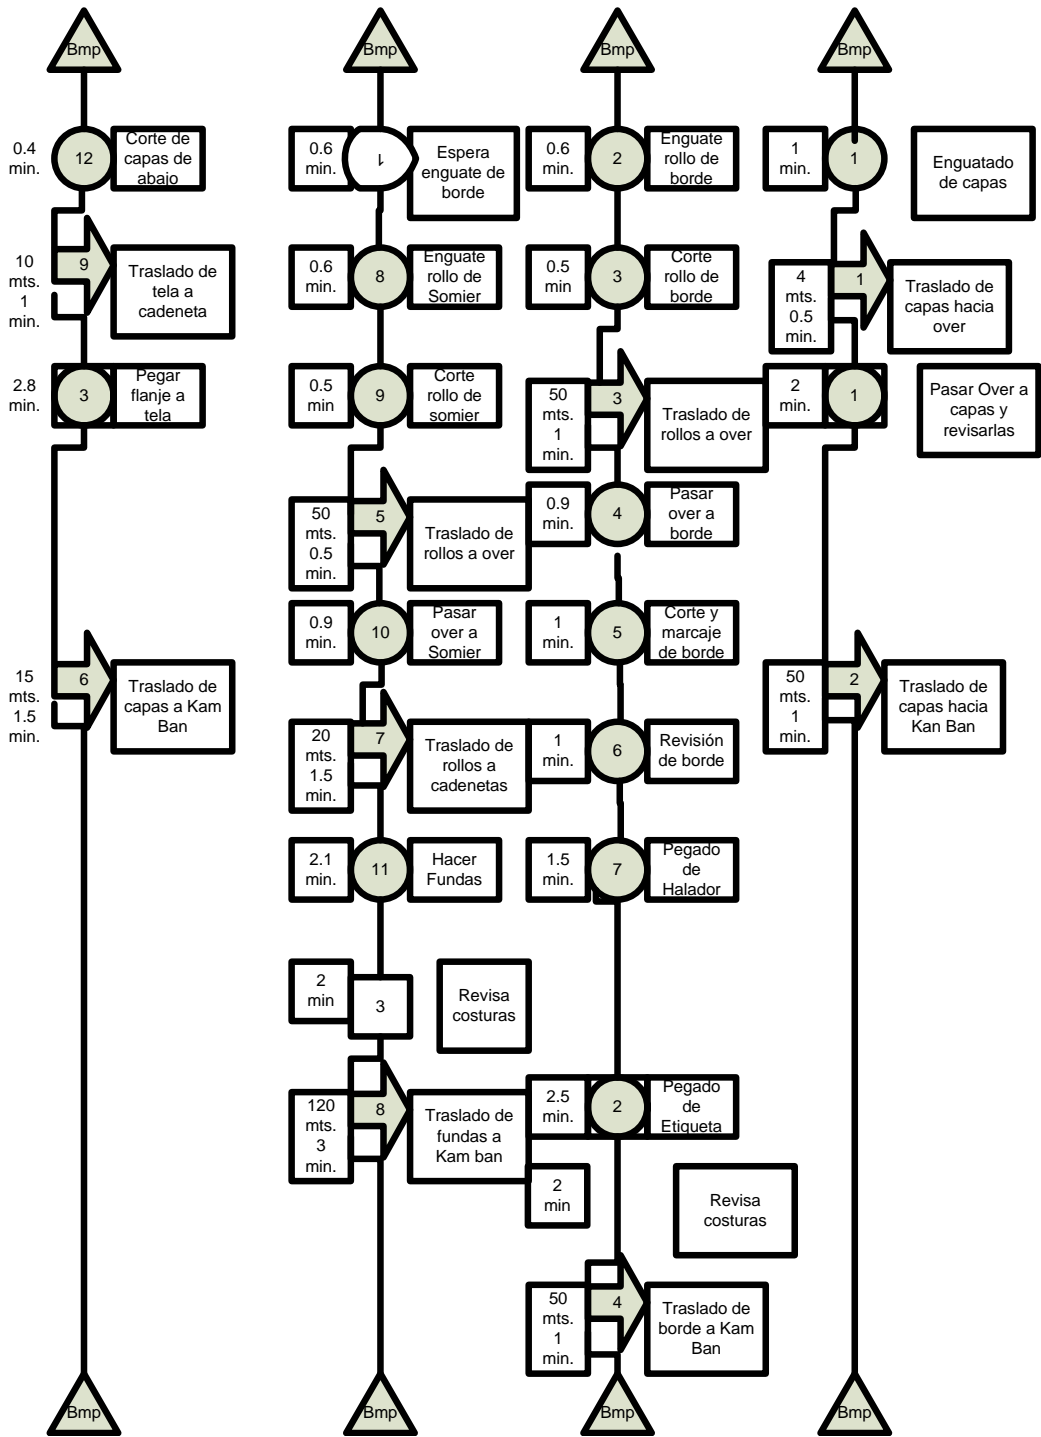 Bmp
Bmp
Bmp
Bmp
0.4
min.
12
Corte de
capas de
abajo
0.6
min.
1
Espera
enguate de
borde
0.6
min.
2
Enguate
rollo de
borde
1
min.
1
Enguatado
de capas
10
mts.
1
min.
9
Traslado de
tela a
cadeneta
0.6
min.
8
Enguate
rollo de
Somier
0.5
min
3
Corte
rollo de
borde
4
mts.
0.5
min.
1
Traslado de
capas hacia
over
2.8
min.
3
Pegar
flanje a
tela
0.5
min
9
Corte
rollo de
somier
50
mts.
1
min.
3
Traslado de
rollos a over
2
min.
1
Pasar Over a
capas y
revisarlas
50
mts.
0.5
min.
5
Traslado de
rollos a over
0.9
min.
4
Pasar
over a
borde
15
mts.
1.5
min.
6
Traslado de
capas a Kam
Ban
0.9
min.
10
Pasar
over a
Somier
1
min.
5
Corte y
marcaje
de borde
50
mts.
1
min.
2
Traslado de
capas hacia
Kan Ban
20
mts.
1.5
min.
7
Traslado de
rollos a
cadenetas
1
min.
6
Revisión
de borde
2.1
min.
11
Hacer
Fundas
1.5
min.
7
Pegado
de
Halador
2
min
3
Revisa
costuras
120
mts.
3
min.
8
Traslado de
fundas a
Kam ban
2.5
min.
2
Pegado
de
Etiqueta
2
min
Revisa
costuras
50
mts.
1
min.
4
Traslado de
borde a Kam
Ban
Bmp
Bmp
Bmp
Bmp